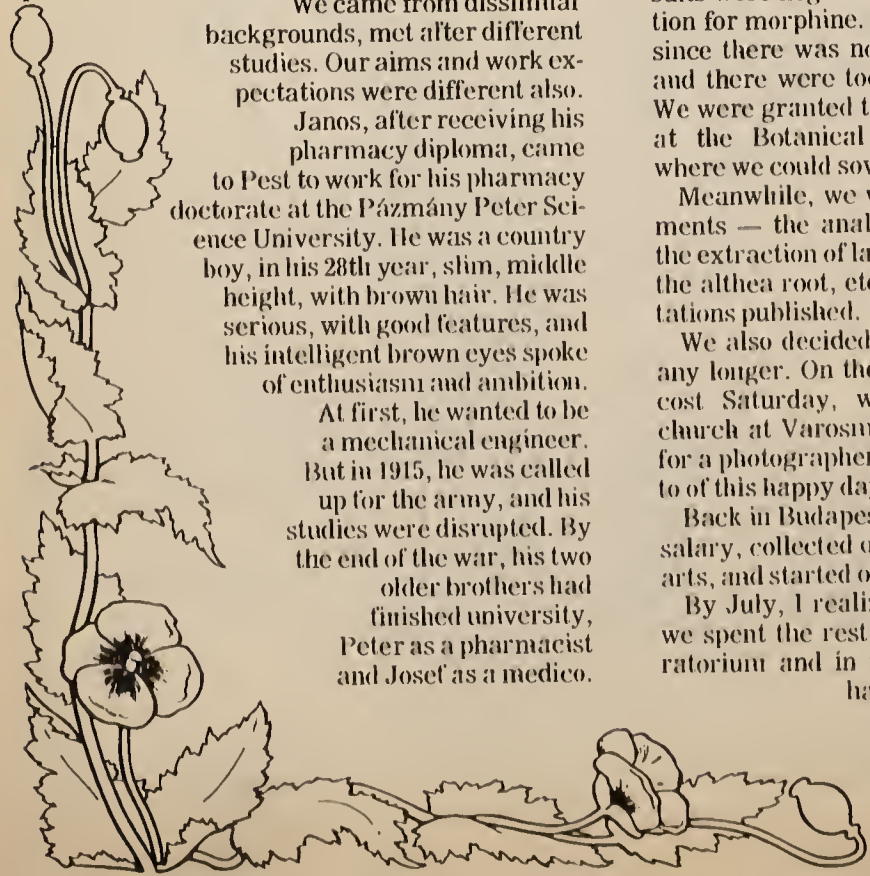 We came from dissimilar
backgrounds, met after different
studies. Our aims and work ex-
pectations were different also.
Janos, after receiving his
pharmacy diploma, came
to Pest to work for his pharmacy
doctorate at the Pázmány Peter Sci-
ence University. He was a country
boy, in his 28th year, slim, middle
height, with brown hair. He was
serious, with good features, and
his intelligent brown eyes spoke
of enthusiasm and ambition.
At first, he wanted to be
a mechanical engineer.
But in 1915, he was called
up for the army, and his
studies were disrupted. By
the end of the war, his two
older brothers had
finished university,
Peter as a pharmacist
and Josef as a medico.
tion for morphine.
since there was no
and there were too
We were granted t
at the Botanical
where we could sow
Meanwhile, we w
ments — the anal
the extraction of la
the althea root, etc
tations published.
We also decided
any longer. On the
cost Saturday, w
church at Varosm
for a photographer
to of this happy da
Back in Budapes
salary, collected o
arts, and started o
By July, I realiz
we spent the rest
ratorium and in
ha